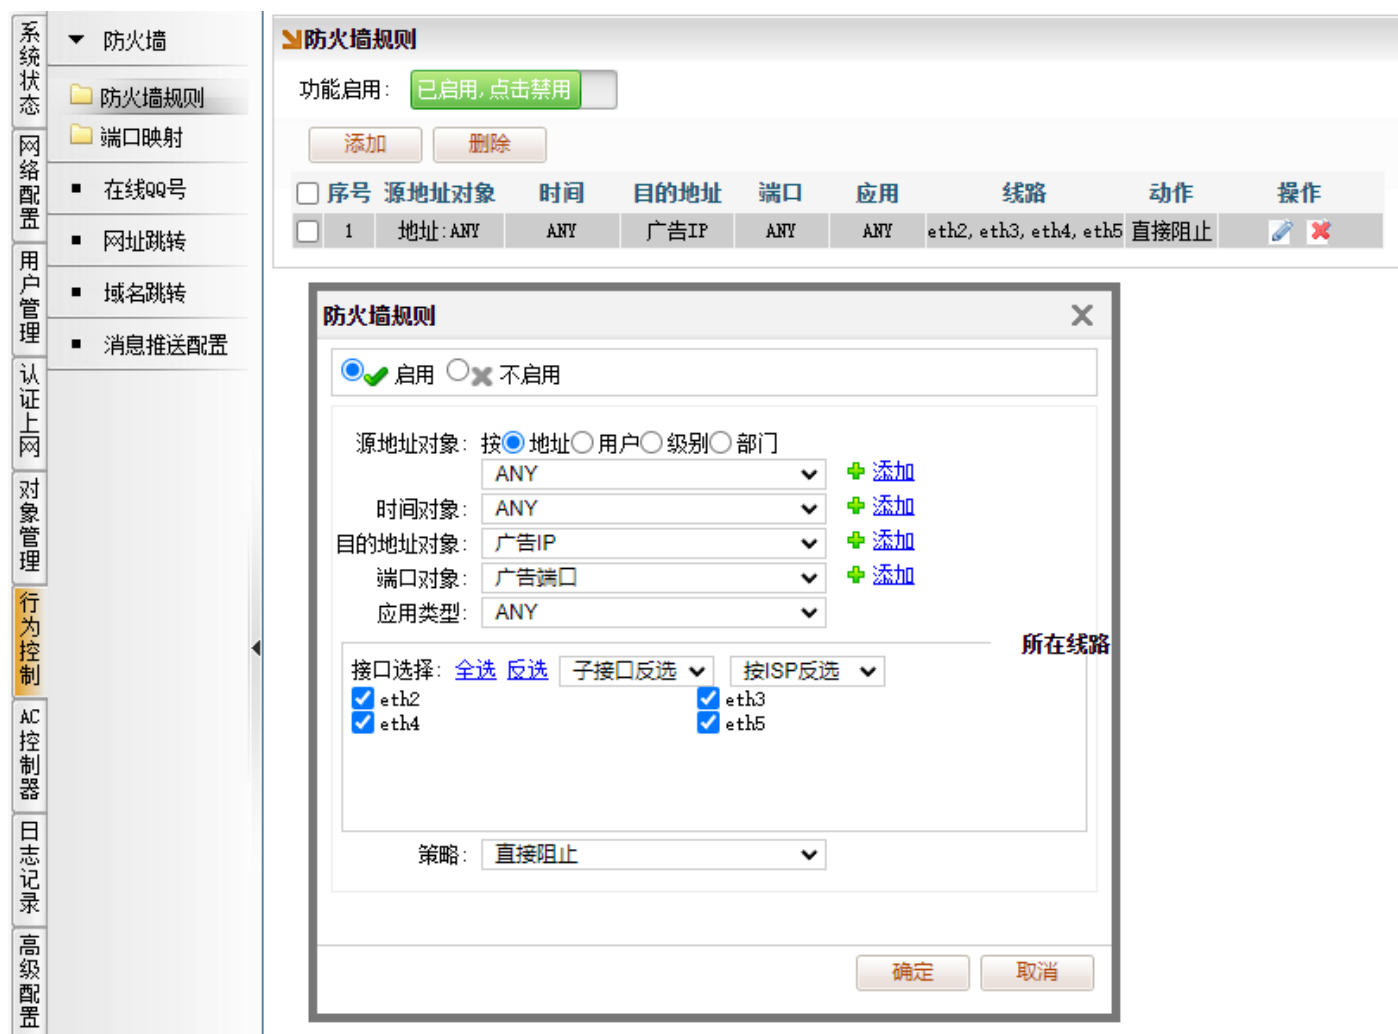 系统状态
网络配置
用户管理
认证上网
对象管理
行为控制
AC控制器
日志记录
高级配置
防火墙
防火墙规则
端口映射
在线QQ号
网址跳转
域名跳转
消息推送配置
防火墙规则
功能启用： 已启用,点击禁用
添加 删除
序号 源地址对象 时间 目的地址 端口 应用 线路 动作 操作
1 地址:ANY ANY 广告IP ANY ANY eth2, eth3, eth4, eth5 直接阻止
防火墙规则
启用 不启用
源地址对象： 按 地址 用户 级别 部门
ANY 添加
时间对象： ANY 添加
目的地址对象： 广告IP 添加
端口对象： 广告端口 添加
应用类型： ANY
所在线路
接口选择： 全选 反选 子接口反选 按ISP反选
eth2 eth3
eth4 eth5
策略： 直接阻止
确定 取消